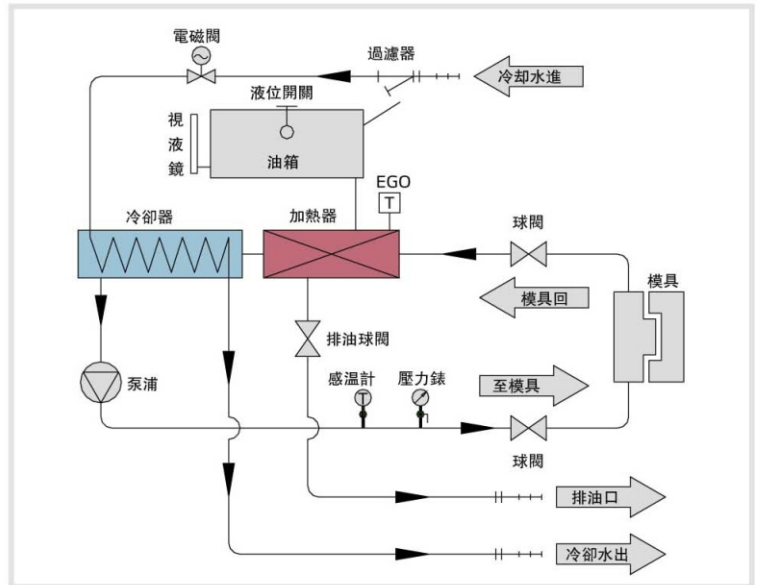 電磁閥
過濾器
冷却水進
液位開關
視
液
鏡
油箱
EGO
T
冷卻器
加熱器
球閥
模具回
模具
排油球閥
感温計
壓力錶
至模具
T
泵浦
球閥
排油口
冷卻水出